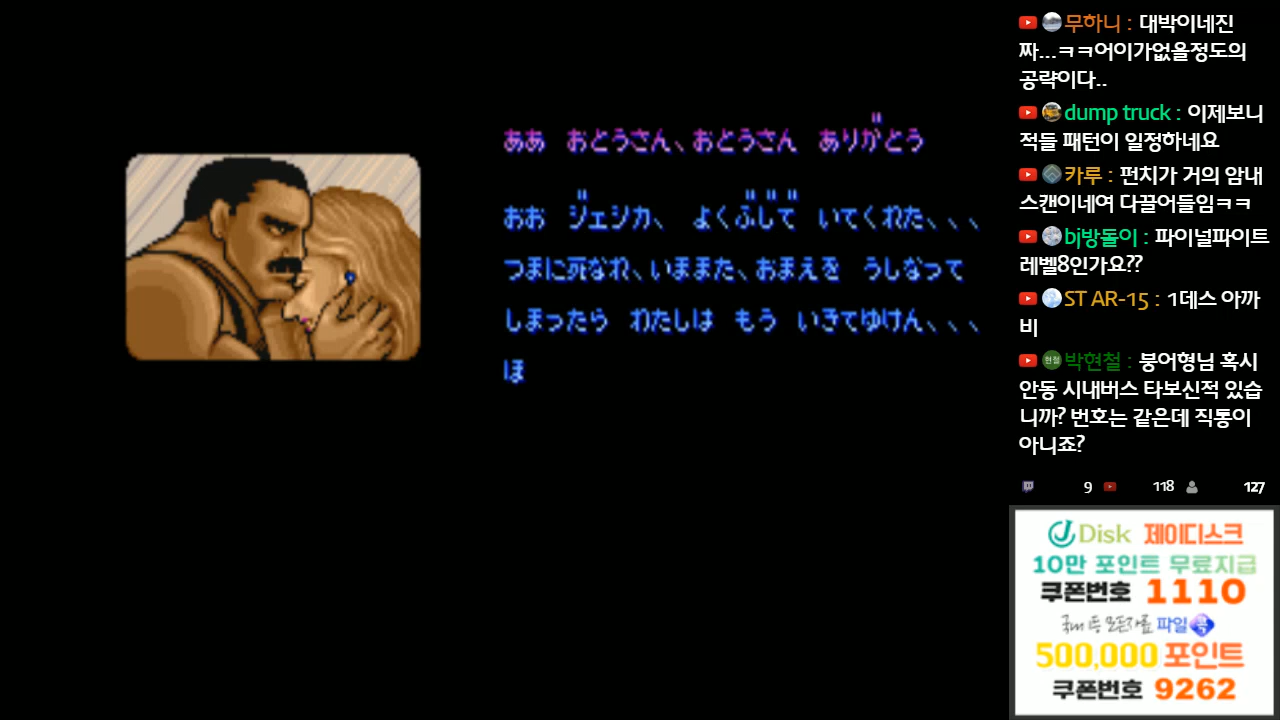 ああ おとうさん、おとうさん ありがとう
おお ジェシカ、 よくぶじで いてくれた、、、
つまに死なれ、いままた、おまえを うしなって
しまったら わたしは もう いきてゆけん、、、
ほ
무하니 : 대박이네진
짜...ㅋㅋ어이가없을정도의
공략이다..
dump truck : 이제보니
적들 패턴이 일정하네요
카루 : 펀치가 거의 암내
스캔이네여 다끌어들임ㅋㅋ
bj방돌이 : 파이널파이트
레벨8인가요??
ST AR-15 : 1데스 아까
비
박현철 : 붕어형님 혹시
안동 시내버스 타보신적 있습
니까? 번호는 같은데 직통이
아니죠?
9 118 127
Disk 제이디스크
10만 포인트 무료지급
쿠폰번호 1110
국내 1등 모든자료 파일콕
500,000 포인트
쿠폰번호 9262